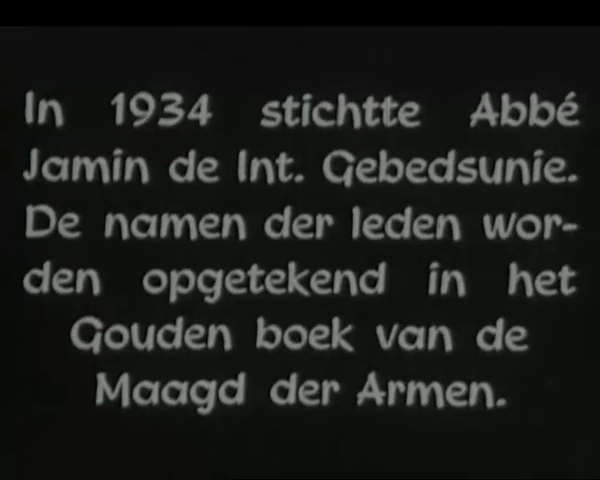 In 1934 stichtte Abbé
Jamin de Int. Gebedsunie.
De namen der leden wor-
den opgetekend in het
Gouden boek van de
Maagd der Armen.